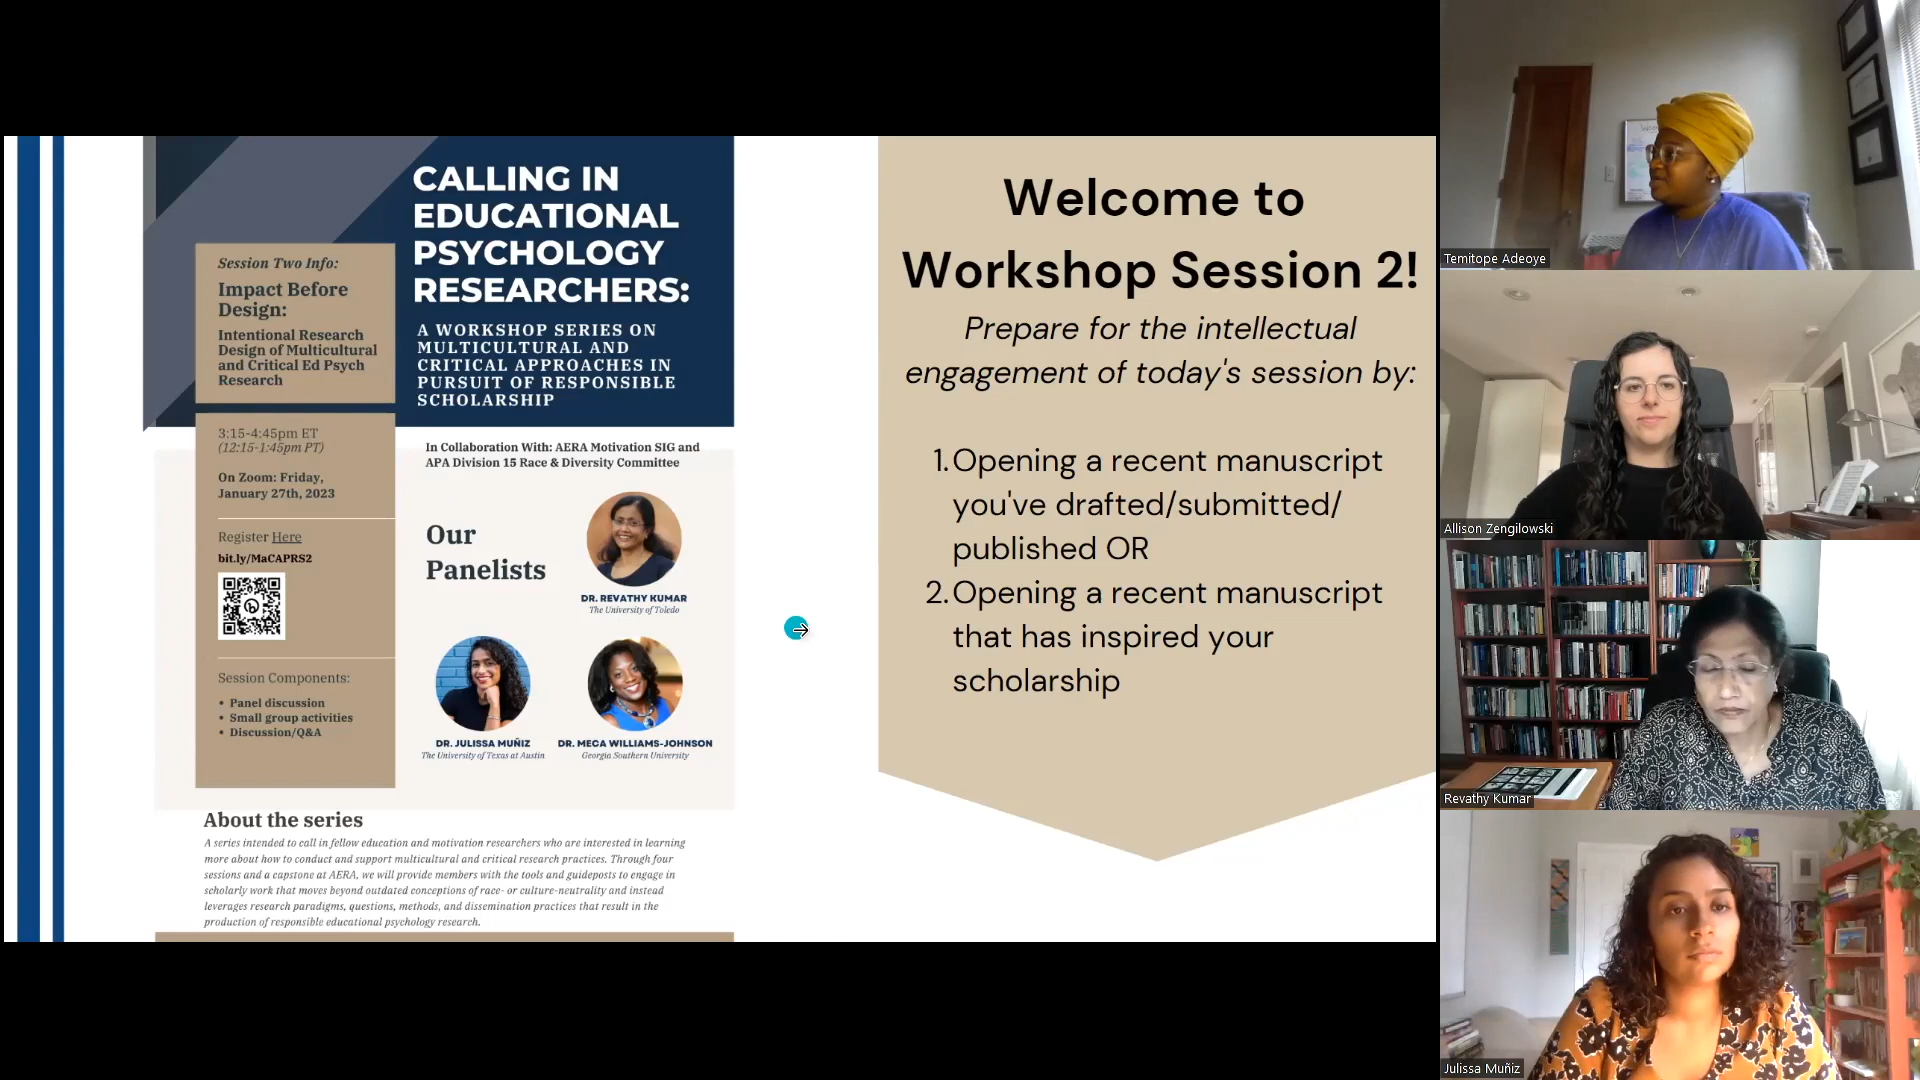 CALLING IN
EDUCATIONAL
PSYCHOLOGY
RESEARCHERS:
A WORKSHOP SERIES ON
MULTICULTURAL AND
CRITICAL APPROACHES IN
PURSUIT OF RESPONSIBLE
SCHOLARSHIP
Session Two Info:
Impact Before
Design:
Intentional Research
Design of Multicultural
and Critical Ed Psych
Research
3:15-4:45pm ET
(12:15-1:45pm PT)
On Zoom: Friday,
January 27th, 2023
Register Here
bit.ly/MaCAPRS2
Session Components:
• Panel discussion
• Small group activities
• Discussion/Q&A
In Collaboration With: AERA Motivation SIG and
APA Division 15 Race & Diversity Committee
Our
Panelists
DR. REVATHY KUMAR
The University of Toledo
DR. JULISSA MUÑIZ
The University of Texas at Austin
DR. MECA WILLIAMS-JOHNSON
Georgia Southern University
About the series
A series intended to call in fellow education and motivation researchers who are interested in learning
more about how to conduct and support multicultural and critical research practices. Through four
sessions and a capstone at AERA, we will provide members with the tools and guideposts to engage in
scholarly work that moves beyond outdated conceptions of race- or culture-neutrality and instead
leverages research paradigms, questions, methods, and dissemination practices that result in the
production of responsible educational psychology research.
Welcome to
Workshop Session 2!
Prepare for the intellectual
engagement of today's session by:
1. Opening a recent manuscript
you've drafted/submitted/
published OR
2. Opening a recent manuscript
that has inspired your
scholarship
Temitope Adeoye
Allison Zengilowski
Revathy Kumar
Julissa Muñiz